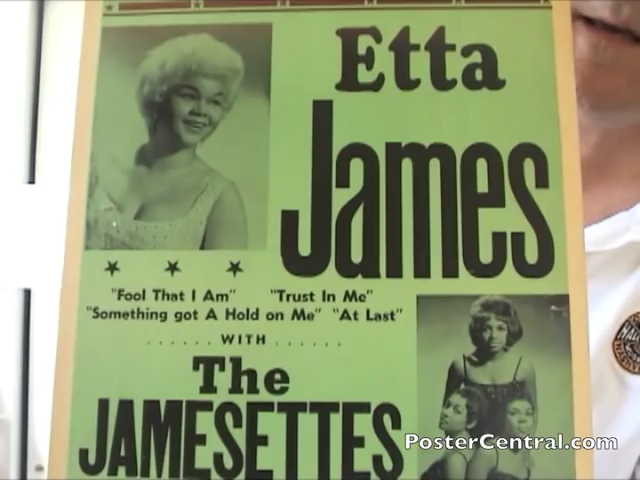 Etta
James
"Fool That I Am" "Trust In Me"
"Something got A Hold on Me" "At Last"
...... WITH ......
The
JAMESETTES
PosterCentral.com